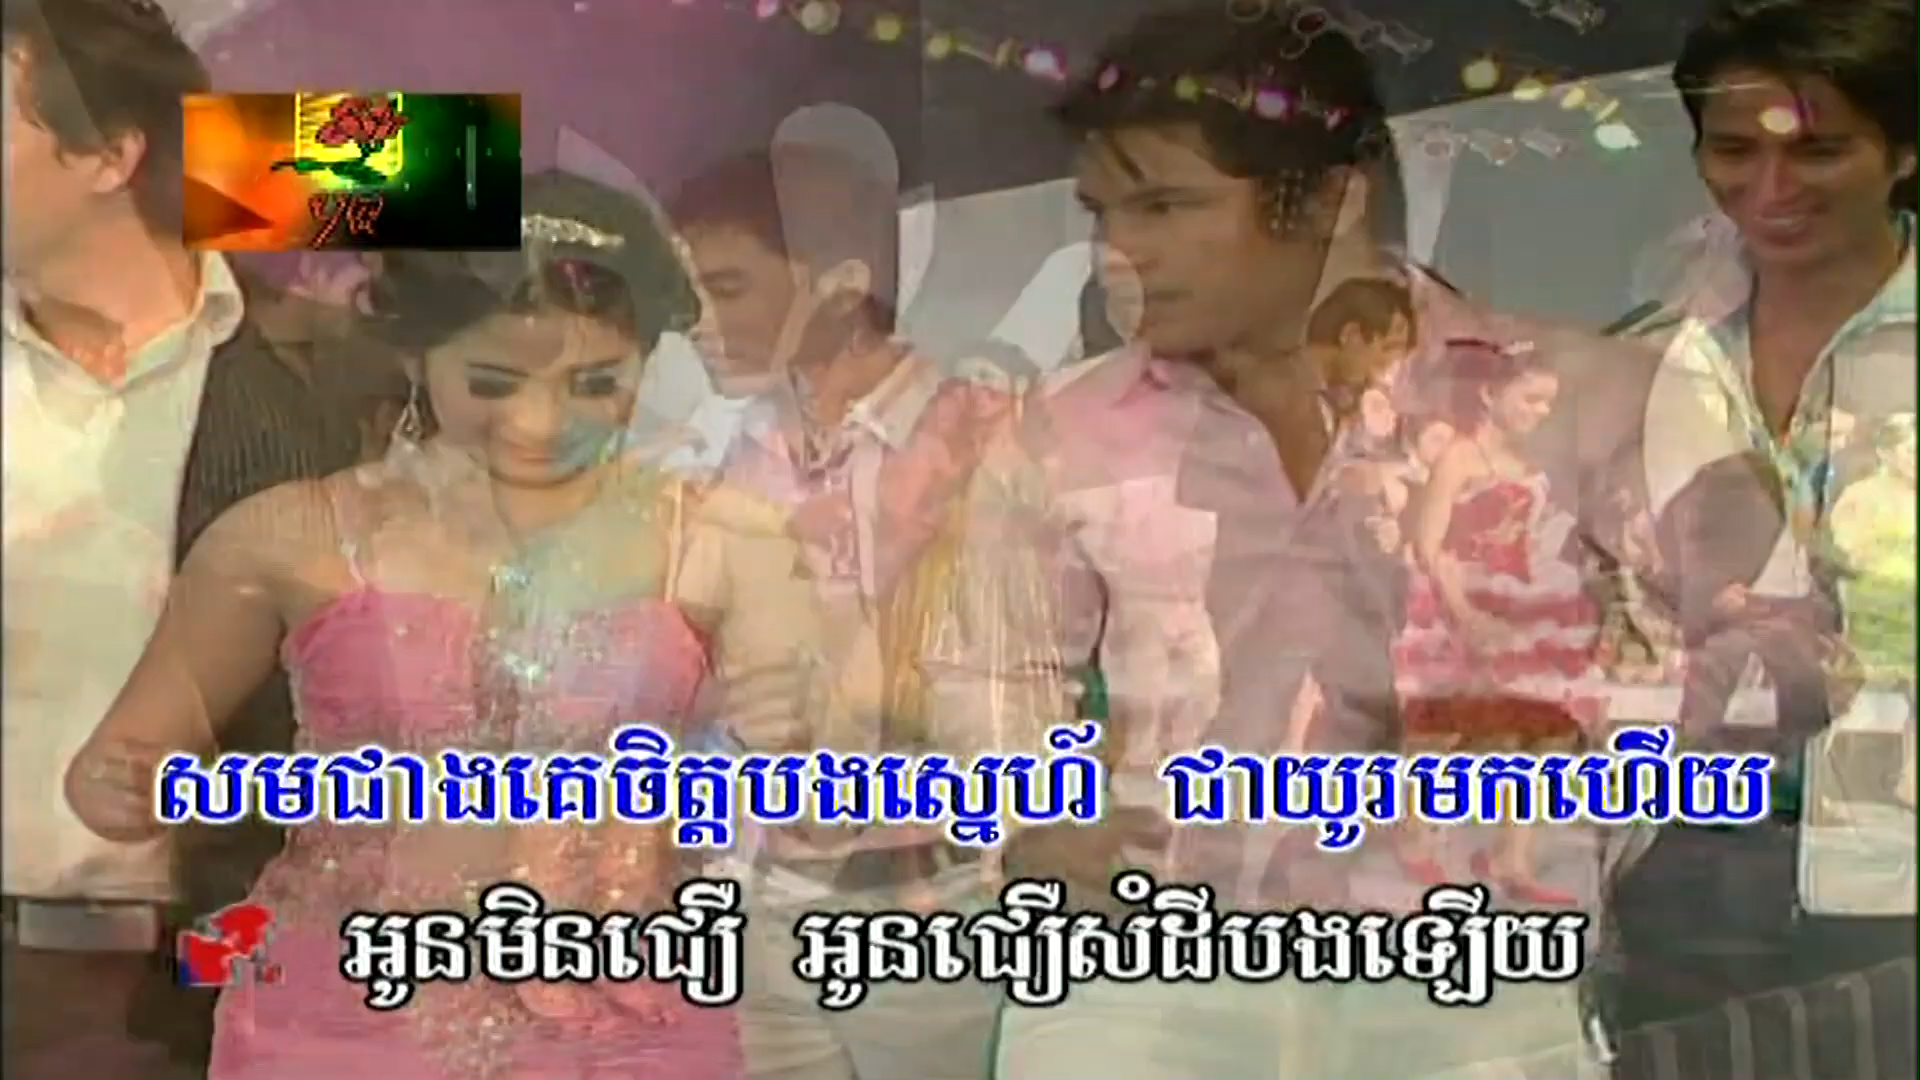 សមជាងគេចិត្តបងស្នេហ៍ ជាយូរមកហើយ
អូនមិនជឿ អូនជឿសំដីបងឡើយ